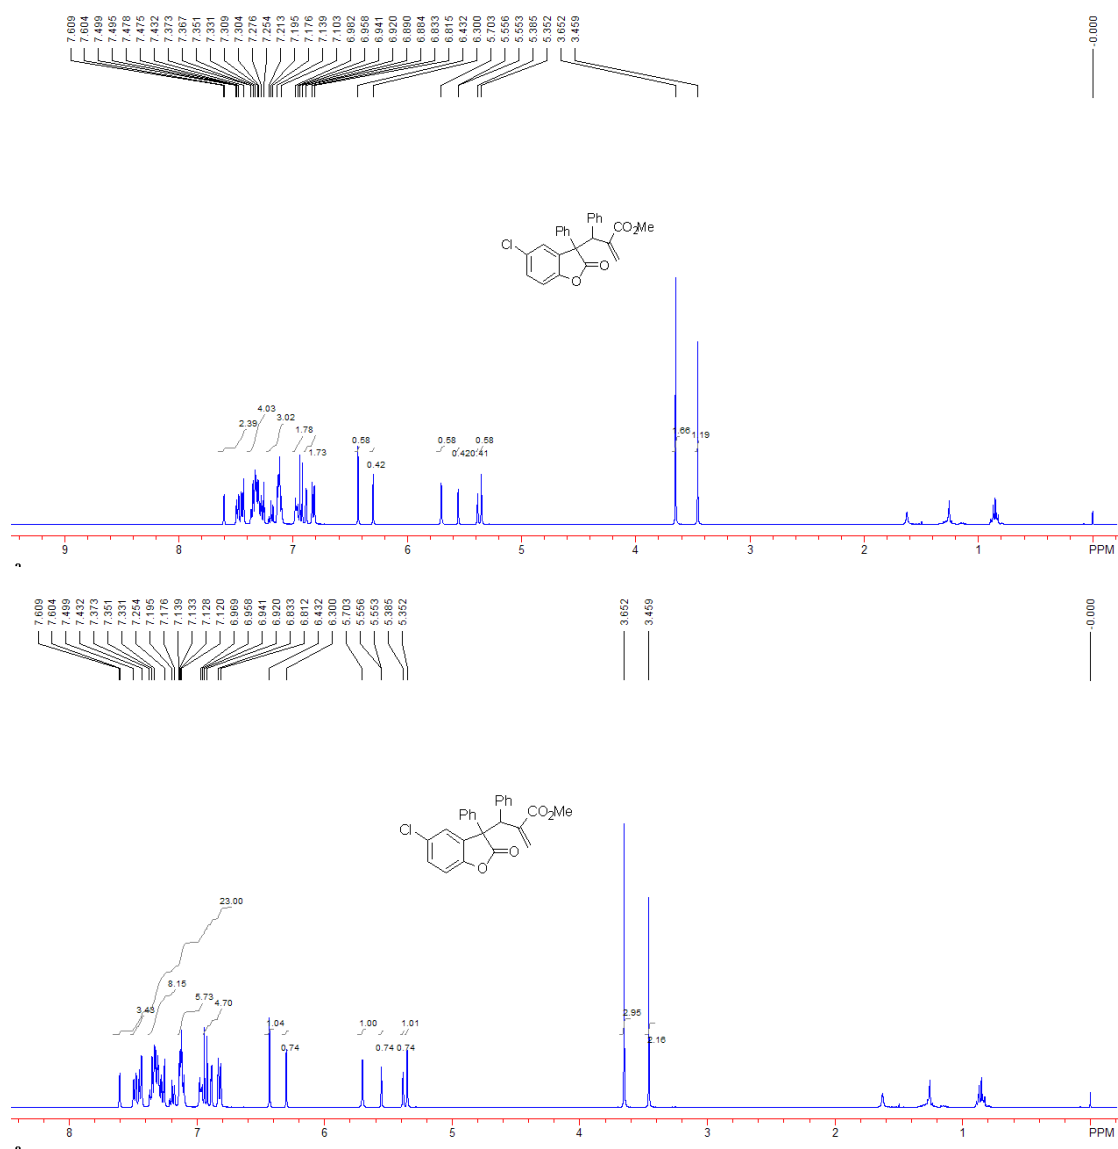 7.609 7.604 7.499 7.495 7.478 7.475 7.432 7.373 7.367 7.351 7.331 7.309 7.304 7.276 7.254 7.213 7.195 7.176 7.139 7.103 6.982 6.958 6.941 6.920 6.890 6.884 6.833 6.815 6.432 6.300 5.703 5.556 5.553 5.385 5.352 3.652 3.459 -0.000
Ph
Ph CO2Me
Cl
O
O
2.39 4.03 3.02 1.78 1.73 0.58 0.42 0.58 0.42 0.41 0.58 1.19
9 8 7 6 5 4 3 2 1 PPM
7.609 7.604 7.499 7.432 7.373 7.351 7.331 7.254 7.195 7.176 7.139 7.133 7.128 7.120 6.969 6.958 6.941 6.920 6.833 6.812 6.432 6.300 5.703 5.556 5.553 5.385 5.352 3.652 3.459 -0.000
Ph
Ph CO2Me
Cl
O
O
23.00
3.43 8.15 5.73 4.70 1.04 0.74 1.00 0.74 0.74 1.01 2.95 2.16
8 7 6 5 4 3 2 1 PPM